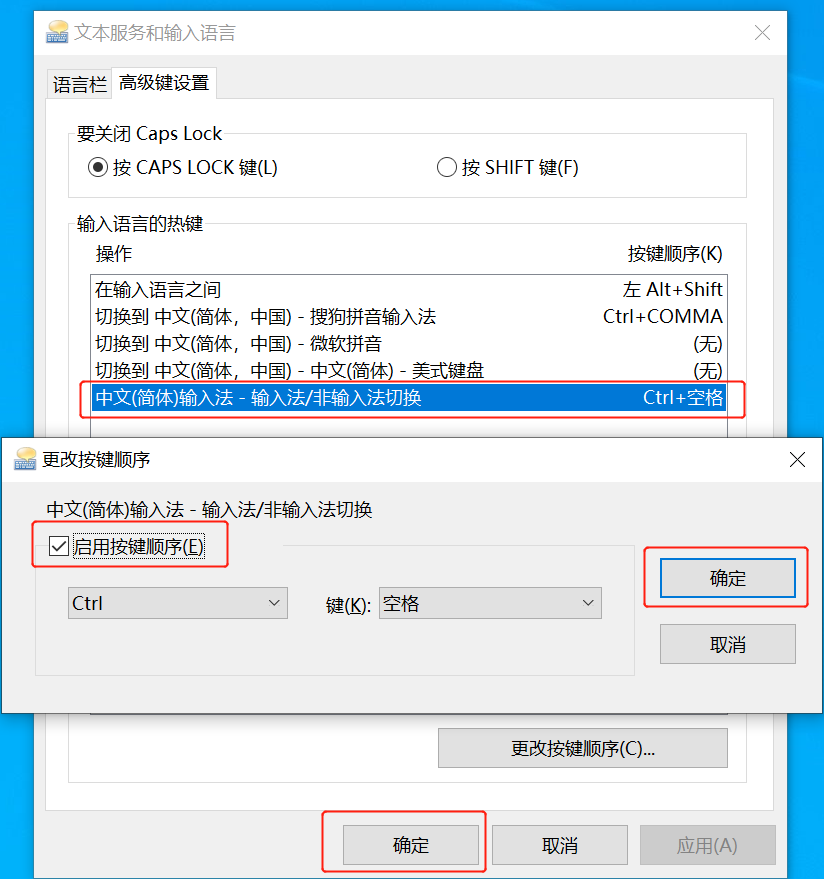 文本服务和输入语言
语言栏 高级键设置
要关闭 Caps Lock
按 CAPS LOCK 键(L) 按 SHIFT 键(F)
输入语言的热键
操作 按键顺序(K)
在输入语言之间 左 Alt+Shift
切换到 中文(简体，中国) - 搜狗拼音输入法 Ctrl+COMMA
切换到 中文(简体，中国) - 微软拼音 (无)
切换到 中文(简体，中国) - 中文(简体) - 美式键盘 (无)
中文(简体)输入法 - 输入法/非输入法切换 Ctrl+空格
更改按键顺序
中文(简体)输入法 - 输入法/非输入法切换
启用按键顺序(E)
确定
Ctrl 键(K): 空格
取消
更改按键顺序(C)...
确定 取消 应用(A)